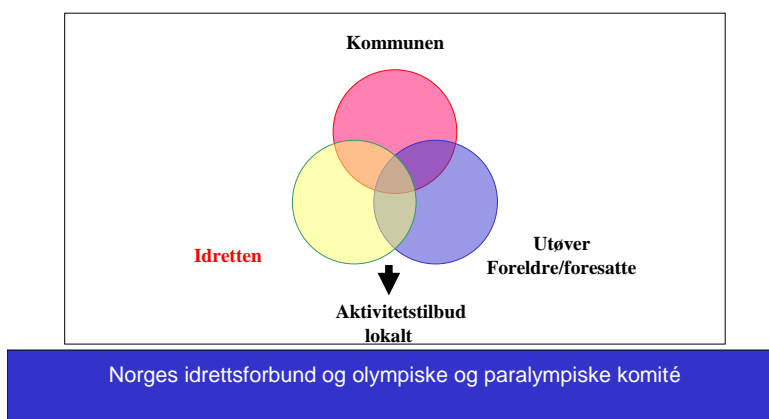 Kommunen
Idretten
Utøver
Foreldre/foresatte
Aktivitetstilbud
lokalt
Norges idrettsforbund og olympiske og paralympiske komité